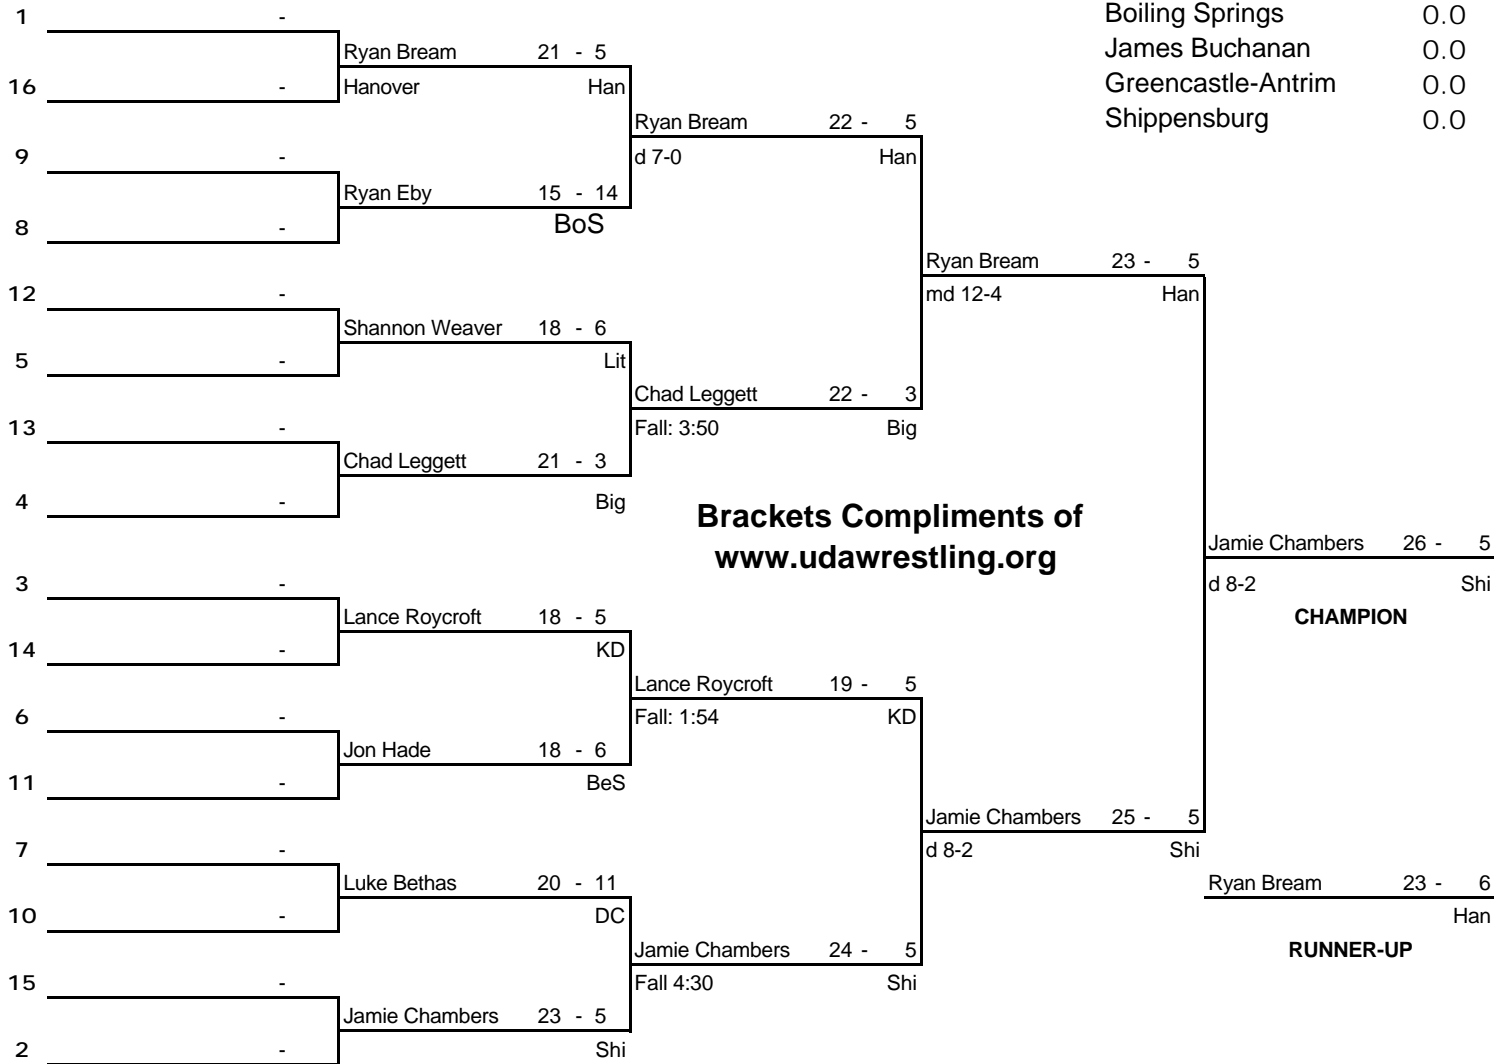 1 -
Boiling Springs 0.0
Ryan Bream 21 - 5
James Buchanan 0.0
16 - Hanover Han
Greencastle-Antrim 0.0
Ryan Bream 22 - 5
Shippensburg 0.0
9 - d 7-0 Han
Ryan Eby 15 - 14
8 - BoS
Ryan Bream 23 - 5
12 - md 12-4 Han
Shannon Weaver 18 - 6
5 - Lit
Chad Leggett 22 - 3
13 - Fall: 3:50 Big
Chad Leggett 21 - 3
4 - Big
Brackets Compliments of
www.udawrestling.org
Jamie Chambers 26 - 5
3 - d 8-2 Shi
Lance Roycroft 18 - 5
CHAMPION
14 - KD
Lance Roycroft 19 - 5
6 - Fall: 1:54 KD
Jon Hade 18 - 6
11 - BeS
Jamie Chambers 25 - 5
7 - d 8-2 Shi
Luke Bethas 20 - 11
Ryan Bream 23 - 6
10 - DC Han
Jamie Chambers 24 - 5
RUNNER-UP
15 - Fall 4:30 Shi
Jamie Chambers 23 - 5
2 - Shi